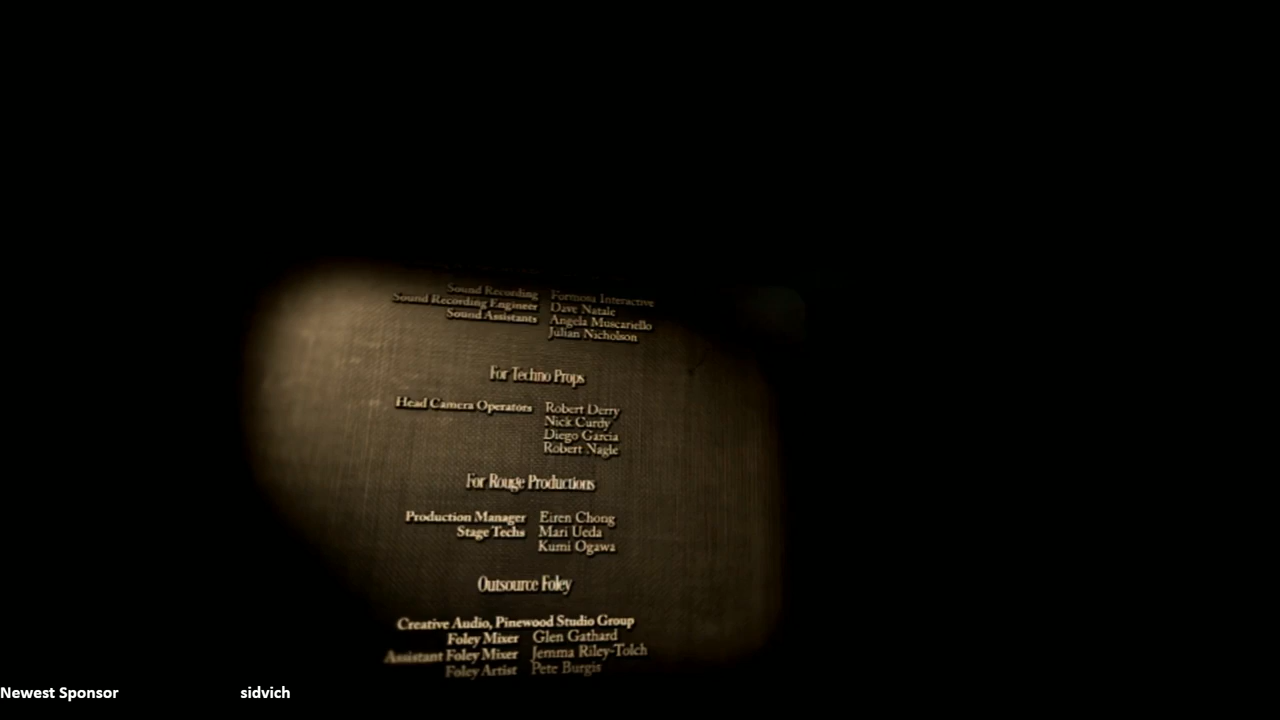 Sound Recording Formosa Interactive
Sound Recording Engineer Dave Natale
Sound Assistants Angela Muscariello
Julian Nicholson
For Techno Props
Head Camera Operators Robert Derry
Nick Curdy
Diego Garcia
Robert Nagle
For Rouge Productions
Production Manager Eiren Chong
Stage Techs Mari Ueda
Kumi Ogawa
Outsource Foley
Creative Audio, Pinewood Studio Group
Foley Mixer Glen Gathard
Assistant Foley Mixer Jemma Riley-Tolch
Foley Artist Pete Burgis
Newest Sponsor sidvich